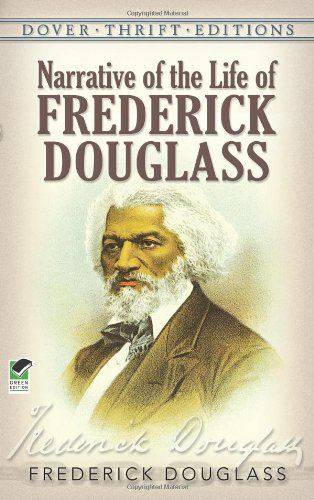 DOVER · THRIFT · EDITIONS
Narrative of the Life of
FREDERICK
DOUGLASS
GREEN
EDITION
Frederick Douglass
FREDERICK DOUGLASS